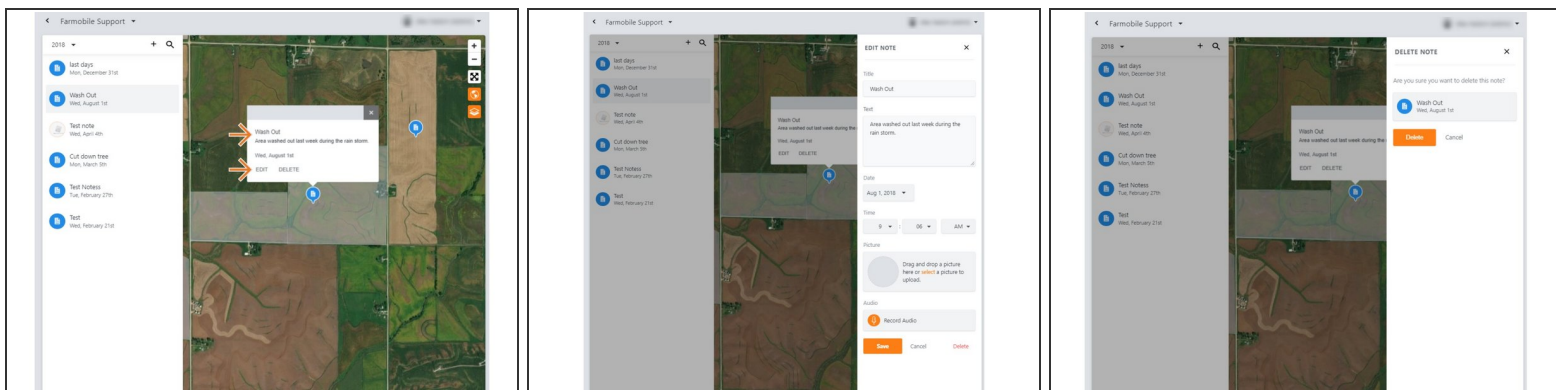 Farmobile Support
2018
last days
Mon, December 31st
Wash Out
Wed, August 1st
Test note
Wed, April 4th
Cut down tree
Mon, March 5th
Test Notess
Tue, February 27th
Test
Wed, February 21st
Wash Out
Area washed out last week during the rain storm.
Wed, August 1st
EDIT DELETE
Farmobile Support
2018
last days
Mon, December 31st
Wash Out
Wed, August 1st
Test note
Wed, April 4th
Cut down tree
Mon, March 5th
Test Notess
Tue, February 27th
Test
Wed, February 21st
Wash Out
Area washed out last week during the
Wed, August 1st
EDIT DELETE
EDIT NOTE
Title
Wash Out
Text
Area washed out last week during the
rain storm.
Date
Aug 1, 2018
Time
9 : 06 AM
Picture
Drag and drop a picture
here or select a picture to
upload.
Audio
Record Audio
Save Cancel Delete
Farmobile Support
2018
last days
Mon, December 31st
Wash Out
Wed, August 1st
Test note
Wed, April 4th
Cut down tree
Mon, March 5th
Test Notess
Tue, February 27th
Test
Wed, February 21st
Wash Out
Area washed out last week during the
Wed, August 1st
EDIT DELETE
DELETE NOTE
Are you sure you want to delete this note?
Wash Out
Wed, August 1st
Delete Cancel